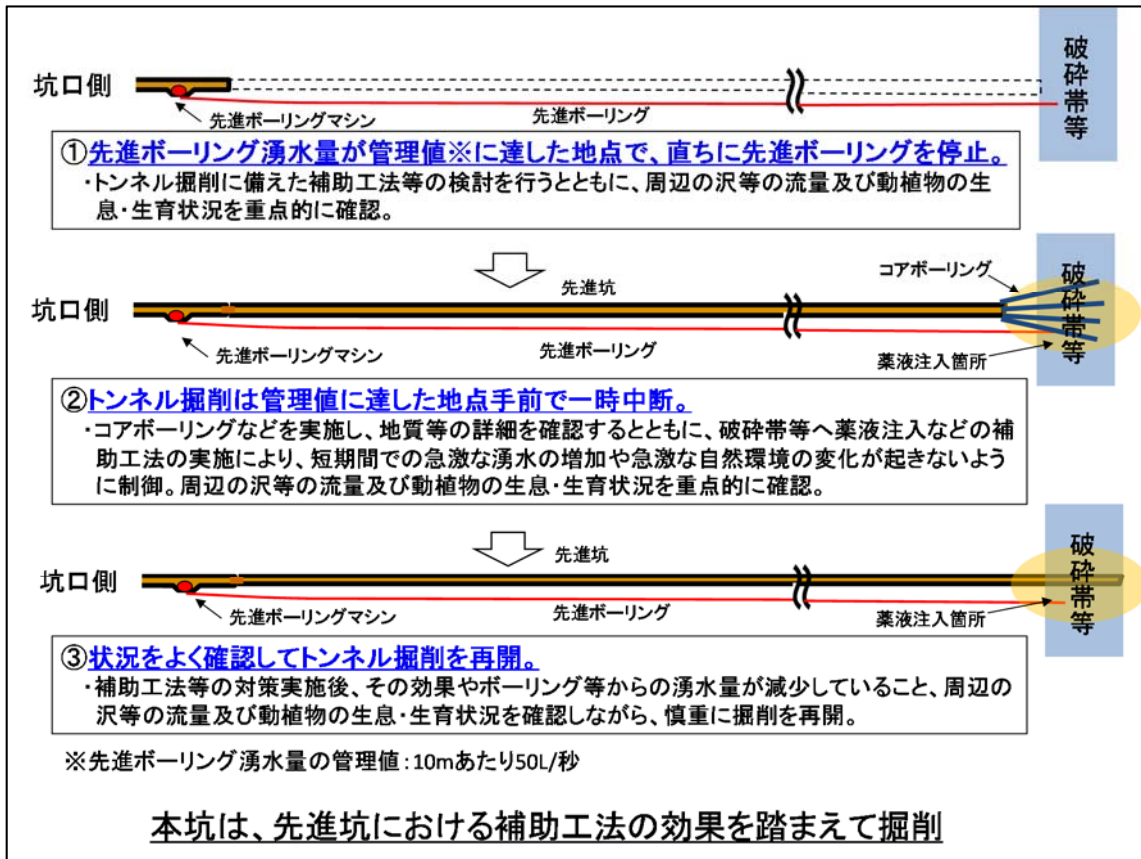 破砕帯等
坑口側
先進ボーリングマシン
先進ボーリング
①先進ボーリング湧水量が管理値※に達した地点で、直ちに先進ボーリングを停止。
・トンネル掘削に備えた補助工法等の検討を行うとともに、周辺の沢等の流量及び動植物の生
息・生育状況を重点的に確認。
コアボーリング
先進坑
破砕帯等
坑口側
先進ボーリングマシン
先進ボーリング
薬液注入箇所
②トンネル掘削は管理値に達した地点手前で一時中断。
・コアボーリングなどを実施し、地質等の詳細を確認するとともに、破砕帯等へ薬液注入などの補
助工法の実施により、短期間での急激な湧水の増加や急激な自然環境の変化が起きないよう
に制御。周辺の沢等の流量及び動植物の生息・生育状況を重点的に確認。
先進坑
破砕帯等
坑口側
先進ボーリングマシン
先進ボーリング
薬液注入箇所
③状況をよく確認してトンネル掘削を再開。
・補助工法等の対策実施後、その効果やボーリング等からの湧水量が減少していること、周辺の
沢等の流量及び動植物の生息・生育状況を確認しながら、慎重に掘削を再開。
※先進ボーリング湧水量の管理値:10mあたり50L/秒
本坑は、先進坑における補助工法の効果を踏まえて掘削